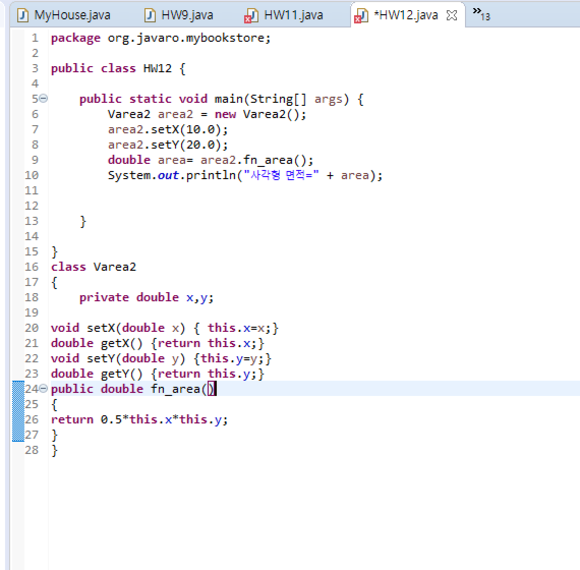 MyHouse.java HW9.java HW11.java *HW12.java »13
1 package org.javaro.mybookstore;
2
3 public class HW12 {
4
5 public static void main(String[] args) {
6 Varea2 area2 = new Varea2();
7 area2.setX(10.0);
8 area2.setY(20.0);
9 double area= area2.fn_area();
10 System.out.println("사각형 면적=" + area);
11
12
13 }
14
15 }
16 class Varea2
17 {
18 private double x,y;
19
20 void setX(double x) { this.x=x;}
21 double getX() {return this.x;}
22 void setY(double y) {this.y=y;}
23 double getY() {return this.y;}
24 public double fn_area()
25 {
26 return 0.5*this.x*this.y;
27 }
28 }